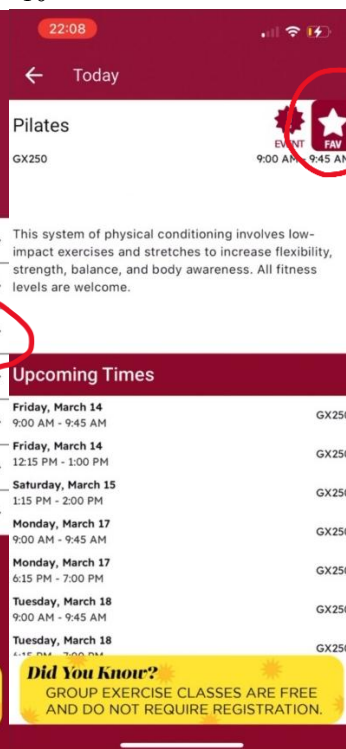 22:08
Today
Pilates
EVENT
FAV
GX250
9:00 AM - 9:45 AM
This system of physical conditioning involves low-
impact exercises and stretches to increase flexibility,
strength, balance, and body awareness. All fitness
levels are welcome.
Upcoming Times
Friday, March 14
9:00 AM - 9:45 AM
GX250
Friday, March 14
12:15 PM - 1:00 PM
GX250
Saturday, March 15
1:15 PM - 2:00 PM
GX250
Monday, March 17
9:00 AM - 9:45 AM
GX250
Monday, March 17
6:15 PM - 7:00 PM
GX250
Tuesday, March 18
9:00 AM - 9:45 AM
GX250
Tuesday, March 18
6:15 PM - 7:00 PM
GX250
Did You Know?
GROUP EXERCISE CLASSES ARE FREE
AND DO NOT REQUIRE REGISTRATION.